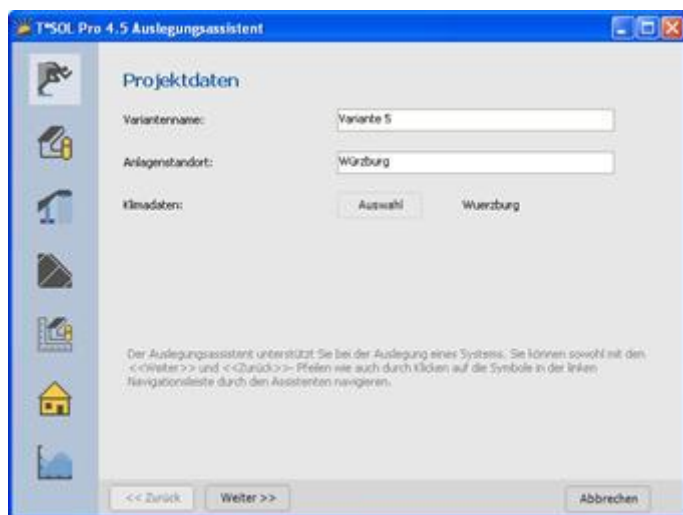 T*SOL Pro 4.5 Auslegungsassistent
Projektdaten
Variantenname: Variante 5
Anlagenstandort: Würzburg
Klimadaten: Auswahl Wuerzburg
Der Auslegungsassistent unterstützt Sie bei der Auslegung eines Systems. Sie können sowohl mit den
<<Weiter>> und <<Zurück>>- Pfeilen wie auch durch Klicken auf die Symbole in der linken
Navigationsleiste durch den Assistenten navigieren.
<< Zurück Weiter >> Abbrechen